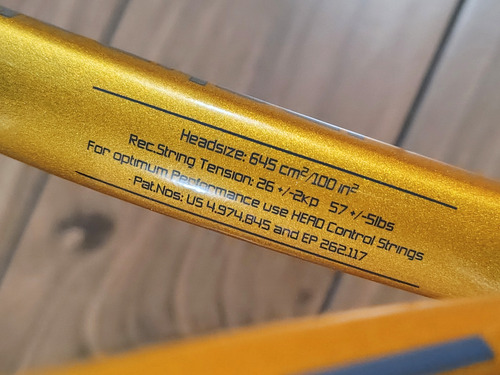 Headsize: 645 cm²/100 in²
Rec.String Tension: 26 +/-2kp 57 +/-5lbs
For optimum Performance use HEAD Control Strings
Pat.Nos: US 4,974,845 and EP 262.117